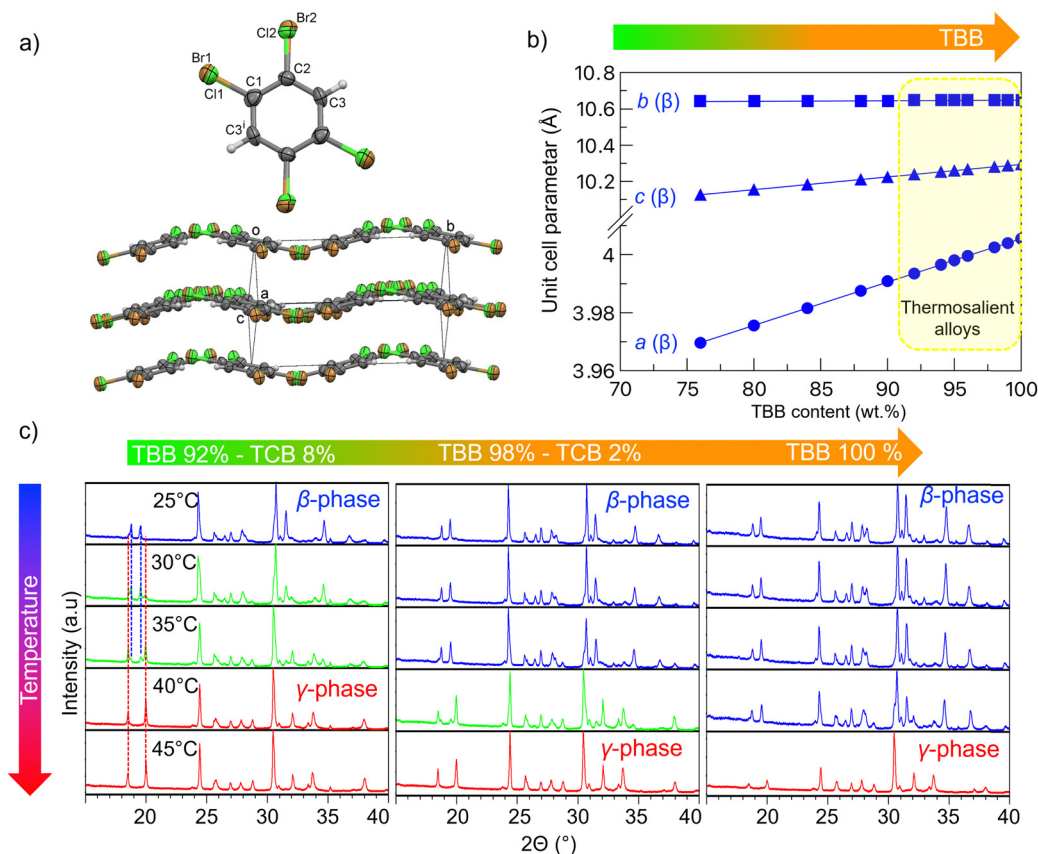 a)
Br2
Cl2
Br1
Cl1
C1
C2
C3
C3ⁱ
o
b
a
c
b)
TBB
Unit cell parametar (Å)
10.8
10.6
10.4
10.2
4
3.98
3.96
b (β)
c (β)
a (β)
Thermosalient
alloys
70 75 80 85 90 95 100
TBB content (wt.%)
c)
TBB 92% - TCB 8%
TBB 98% - TCB 2%
TBB 100 %
Temperature
Intensity (a.u)
25°C
β-phase
β-phase
β-phase
30°C
35°C
40°C
γ-phase
45°C
γ-phase
γ-phase
20 25 30 35 40
20 25 30 35 40
20 25 30 35 40
2Θ (°)